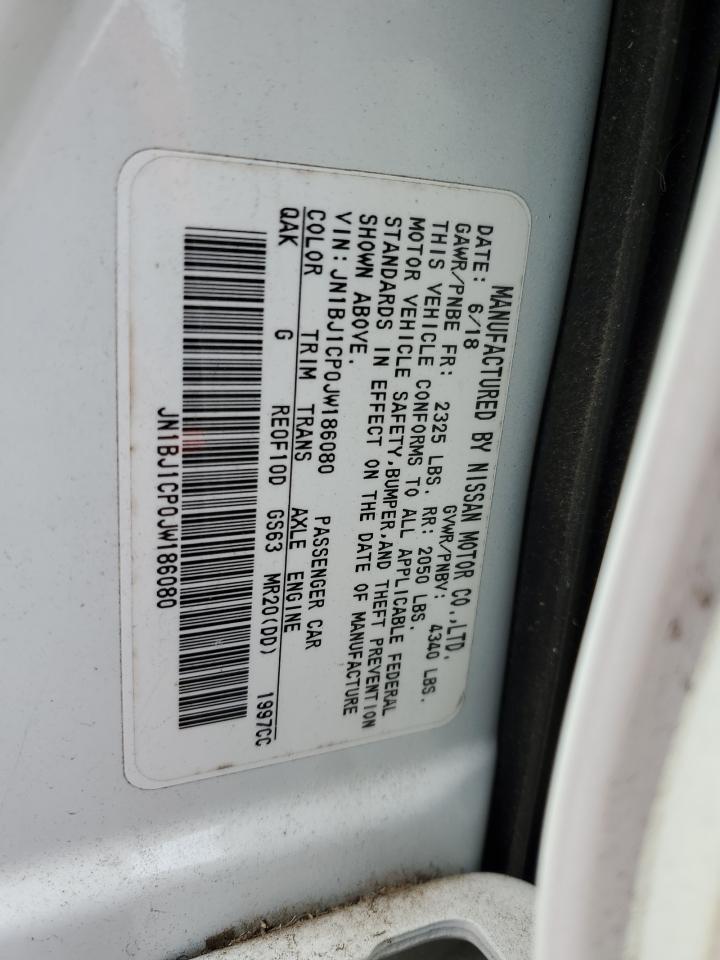 MANUFACTURED BY NISSAN MOTOR CO.,LTD.
DATE: 6/18 GVWR/PNBV: 4340 LBS.
GAWR/PNBE FR: 2325 LBS. RR: 2050 LBS.
THIS VEHICLE CONFORMS TO ALL APPLICABLE FEDERAL
MOTOR VEHICLE SAFETY,BUMPER,AND THEFT PREVENTION
STANDARDS IN EFFECT ON THE DATE OF MANUFACTURE
SHOWN ABOVE.
VIN: JN1BJ1CP0JW186080 PASSENGER CAR
COLOR TRIM TRANS AXLE ENGINE
QAK G RE0F10D GS63 MR20(DD) 1997CC
JN1BJ1CP0JW186080